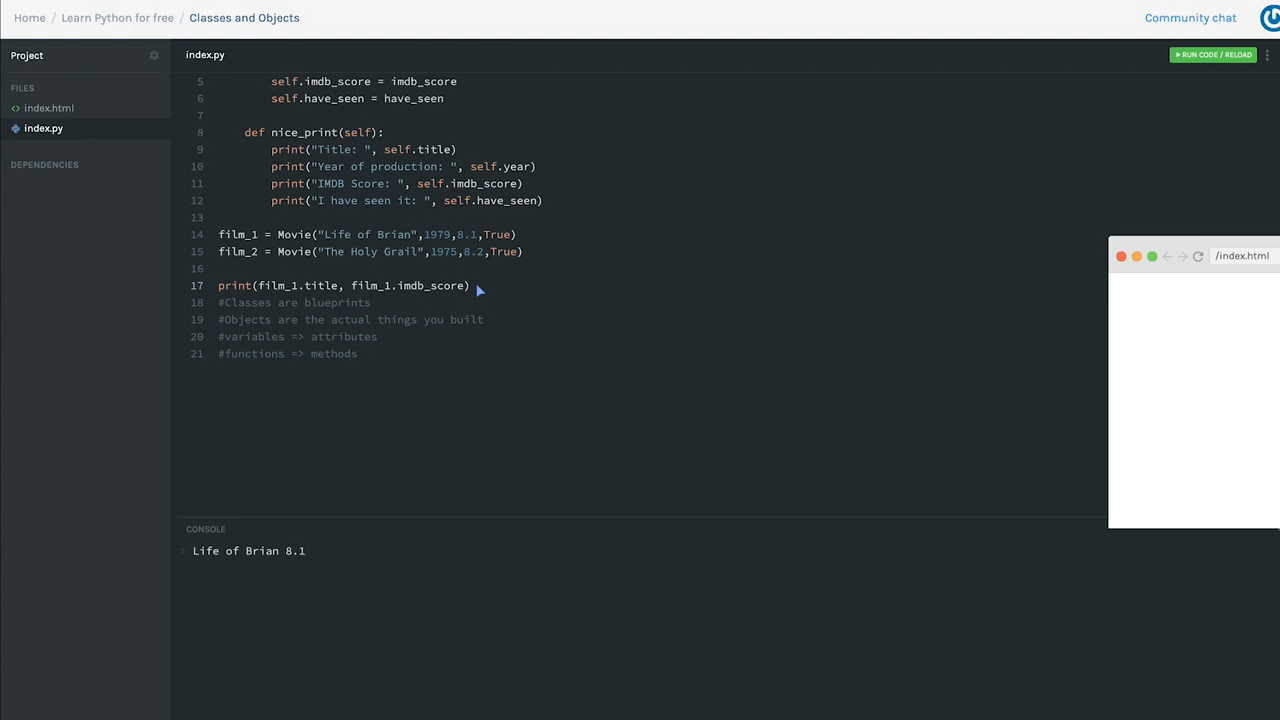 Home / Learn Python for free / Classes and Objects
Community chat
Project
index.py
RUN CODE / RELOAD
FILES
index.html
index.py
DEPENDENCIES
5 self.imdb_score = imdb_score
6 self.have_seen = have_seen
7
8 def nice_print(self):
9 print("Title: ", self.title)
10 print("Year of production: ", self.year)
11 print("IMDB Score: ", self.imdb_score)
12 print("I have seen it: ", self.have_seen)
13
14 film_1 = Movie("Life of Brian",1979,8.1,True)
15 film_2 = Movie("The Holy Grail",1975,8.2,True)
16
17 print(film_1.title, film_1.imdb_score)
18 #Classes are blueprints
19 #Objects are the actual things you built
20 #variables => attributes
21 #functions => methods
/index.html
CONSOLE
› Life of Brian 8.1